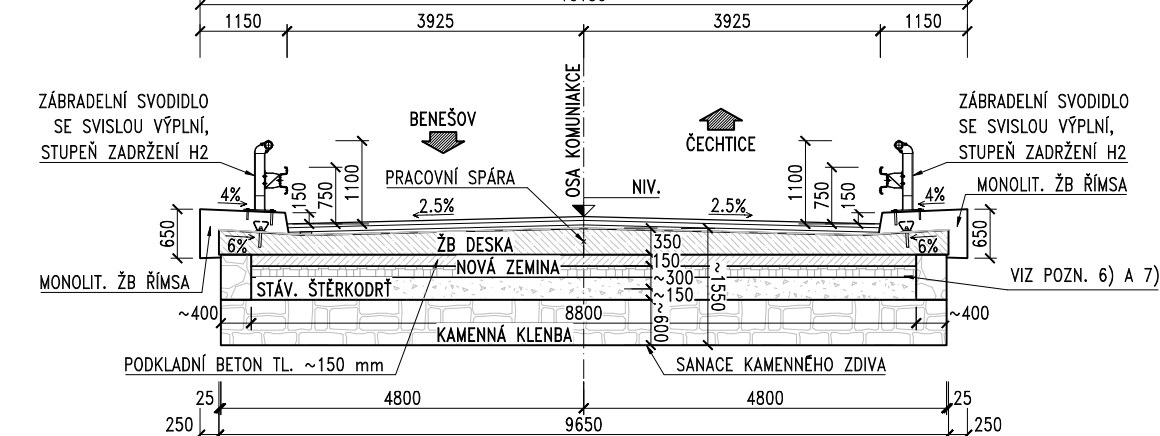 1150
3925
3925
1150
OSA KOMUNIAKCE
ZÁBRADELNÍ SVODIDLO
SE SVISLOU VÝPLNÍ,
STUPEŇ ZADRŽENÍ H2
BENEŠOV
ČECHTICE
ZÁBRADELNÍ SVODIDLO
SE SVISLOU VÝPLNÍ,
STUPEŇ ZADRŽENÍ H2
PRACOVNÍ SPÁRA
NIV.
MONOLIT. ŽB ŘÍMSA
4%
150
750
1100
2.5%
2.5%
1100
750
150
4%
650
6%
ŽB DESKA
350
6%
650
NOVÁ ZEMINA
150
~300
~150
~1550
MONOLIT. ŽB ŘÍMSA
STÁV. ŠTĚRKODRŤ
VIZ POZN. 6) A 7)
~400
8800
~600
~400
KAMENNÁ KLENBA
PODKLADNÍ BETON TL. ~150 mm
SANACE KAMENNÉHO ZDIVA
25
4800
4800
25
250
9650
250